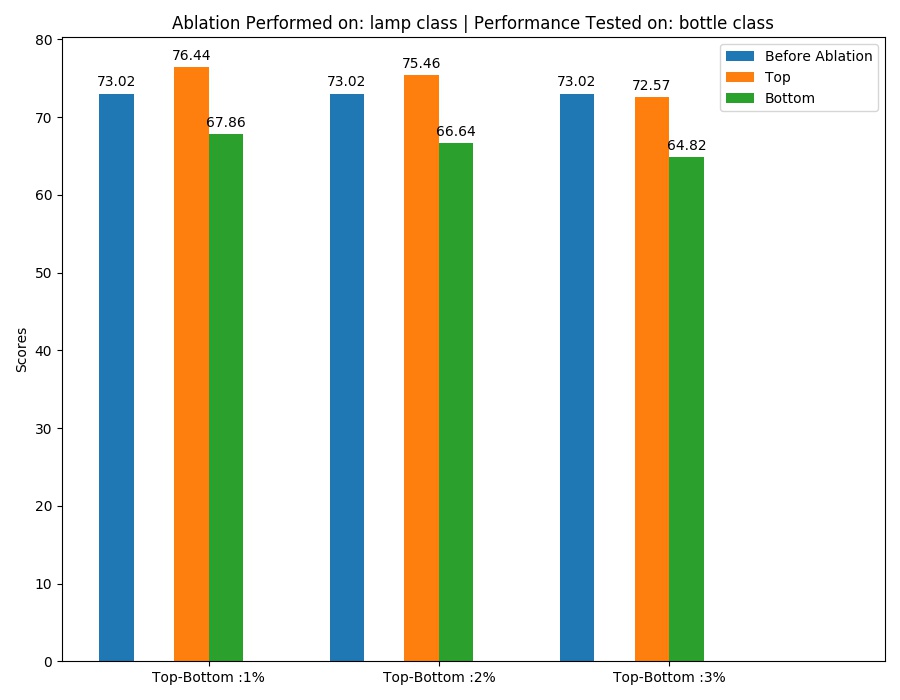 Ablation Performed on: lamp class | Performance Tested on: bottle class
Scores
80
70
60
50
40
30
20
10
0
73.02
76.44
67.86
73.02
75.46
66.64
73.02
72.57
64.82
Before Ablation
Top
Bottom
Top-Bottom :1%
Top-Bottom :2%
Top-Bottom :3%